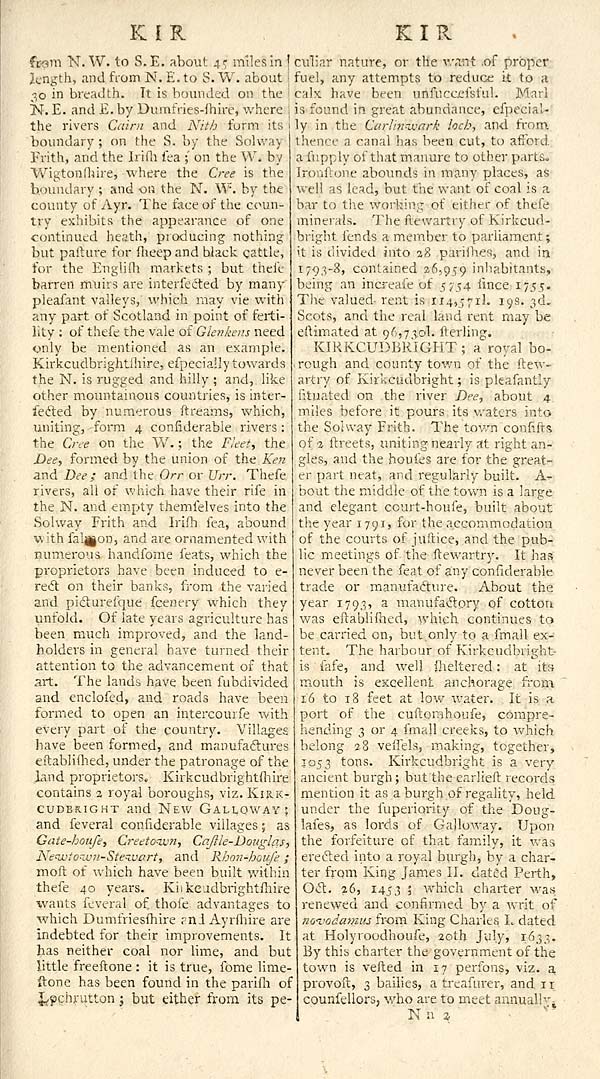 KIR
from N. W. to S. E. about 45 miles in
length, and from N. E. to S. W. about
30 in breadth. It is bounded on the
N. E. and E. by Dumfries-ſhire, where
the rivers Cairn and Nith form its
boundary; on the S. by the Solway
Frith, and the Iriſh ſea; on the W. by
Wigtonſhire, where the Cree is the
boundary; and on the N. W. by the
county of Ayr. The face of the coun-
try exhibits the appearance of one
continued heath, producing nothing
but paſture for ſheep and black cattle,
for the Engliſh markets; but theſe
barren muirs are interſected by many
pleaſant valleys, which may vie with
any part of Scotland in point of ferti-
lity: of theſe the vale of Glenkens need
only be mentioned as an example.
Kirkcudbrightſhire, eſpecially towards
the N. is rugged and hilly; and, like
other mountainous countries, is inter-
ſected by numerous ſtreams, which,
uniting, form 4 conſiderable rivers:
the Cree on the W.; the Fleet, the
Dee, formed by the union of the Ken
and Dee; and the Orr or Urr. Theſe
rivers, all of which have their riſe in
the N. and empty themſelves into the
Solway Frith and Iriſh ſea, abound
with ſalmon, and are ornamented with
numerous handſome ſeats, which the
proprietors have been induced to e-
rect on their banks, from the varied
and pictureſque ſcenery which they
unfold. Of late years agriculture has
been much improved, and the land-
holders in general have turned their
attention to the advancement of that
art. The lands have been ſubdivided
and encloſed, and roads have been
formed to open an intercourſe with
every part of the country. Villages
have been formed, and manufactures
eſtabliſhed, under the patronage of the
land proprietors. Kirkcudbrightſhire
contains 2 royal boroughs, viz. KIRK-
CUDBRIGHT and NEW GALLOWAY;
and ſeveral conſiderable villages; as
Gate-houſe, Creetown, Caſtle-Douglas,
Newtown-Stewart, and Rhon-houſe;
moſt of which have been built within
theſe 40 years. Kirkcudbrightſhire
wants ſeveral of thoſe advantages to
which Dumfriesſhire and Ayrſhire are
indebted for their improvements. It
has neither coal nor lime, and but
little freeſtone: it is true, ſome lime-
ſtone has been found in the pariſh of
Lochrutton; but either from its pe-
KIR
culiar nature, or the want of proper
fuel, any attempts to reduce it to a
calx have been unſucceſsful. Marl
is found in great abundance, eſpecial-
ly in the Carlinwark loch, and from
thence a canal has been cut, to afford
a ſupply of that manure to other parts.
Ironſtone abounds in many places, as
well as lead, but the want of coal is a
bar to the working of either of theſe
minerals. The ſtewartry of Kirkcud-
bright ſends a member to parliament;
it is divided into 28 pariſhes, and in
1793-8, contained 26,959 inhabitants,
being an increaſe of 5754 ſince 1755.
The valued rent is 114,571l. 19s. 3d.
Scots, and the real land rent may be
eſtimated at 96,730l. ſterling.
KIRKCUDBRIGHT; a royal bo-
rough and county town of the ſtew-
artry of Kirkcudbright; is pleaſantly
ſituated on the river Dee, about 4
miles before it pours its waters into
the Solway Frith. The town conſiſts
of 2 ſtreets, uniting nearly at right an-
gles, and the houſes are for the great-
er part neat, and regularly built. A-
bout the middle of the town is a large
and elegant court-houſe, built about
the year 1791, for the accommodation
of the courts of juſtice, and the pub-
lic meetings of the ſtewartry. It has
never been the ſeat of any conſiderable
trade or manufacture. About the
year 1793, a manufactory of cotton
was eſtabliſhed, which continues to
be carried on, but only to a ſmall ex-
tent. The harbour of Kirkcudbright
is ſafe, and well ſheltered: at its
mouth is excellent anchorage from
16 to 18 feet at low water. It is a
port of the cuſtomhouſe, compre-
hending 3 or 4 ſmall creeks, to which
belong 28 veſſels, making, together,
1053 tons. Kirkcudbright is a very
ancient burgh; but the earlieſt records
mention it as a burgh of regality, held
under the ſuperiority of the Doug-
laſes, as lords of Galloway. Upon
the forfeiture of that family, it was
erected into a royal burgh, by a char-
ter from King James II. dated Perth,
Oct. 26, 1453; which charter was
renewed and confirmed by a writ of
novodamus from King Charles I. dated
at Holyroodhouſe, 20th July, 1633.
By this charter the government of the
town is veſted in 17 perſons, viz. a
provoſt, 3 bailies, a treaſurer, and 11
counſellors, who are to meet annually,
N n 2